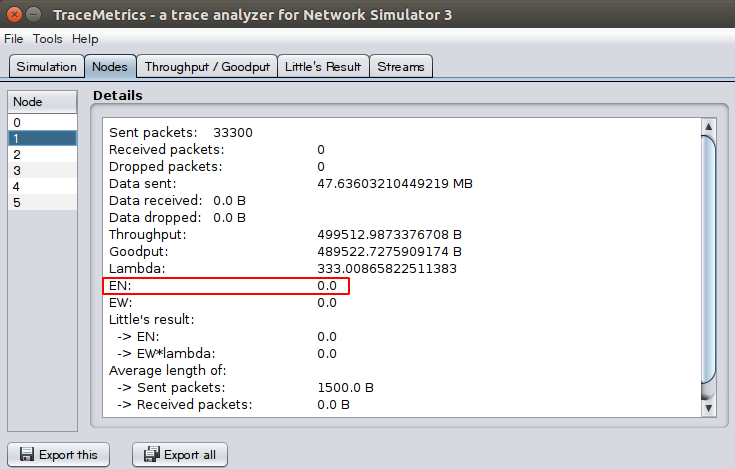 TraceMetrics - a trace analyzer for Network Simulator 3
File Tools Help
Simulation Nodes Throughput / Goodput Little's Result Streams
Node
0
1
2
3
4
5
Details
Sent packets: 33300
Received packets: 0
Dropped packets: 0
Data sent: 47.63603210449219 MB
Data received: 0.0 B
Data dropped: 0.0 B
Throughput: 499512.9873376708 B
Goodput: 489522.7275909174 B
Lambda: 333.00865822511383
EN: 0.0
EW: 0.0
Little's result:
-> EN: 0.0
-> EW*lambda: 0.0
Average length of:
-> Sent packets: 1500.0 B
-> Received packets: 0.0 B
Export this Export all